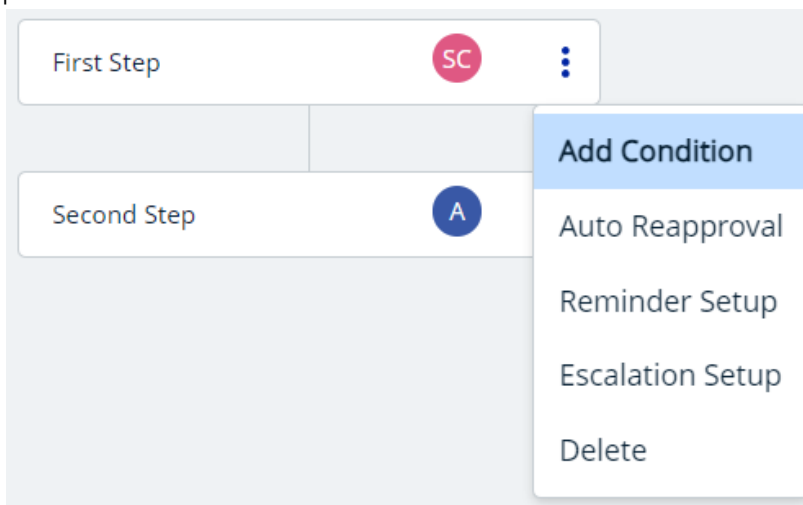 First Step
SC
Add Condition
Second Step
A
Auto Reapproval
Reminder Setup
Escalation Setup
Delete